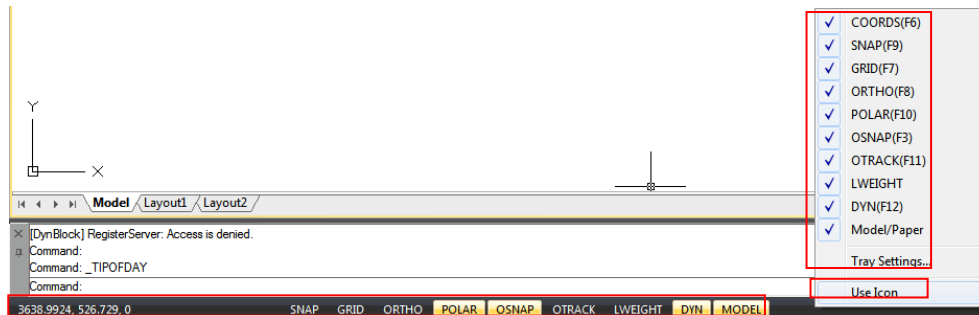 COORDS(F6)
SNAP(F9)
GRID(F7)
ORTHO(F8)
POLAR(F10)
OSNAP(F3)
OTRACK(F11)
LWEIGHT
DYN(F12)
Model/Paper
Tray Settings...
Use Icon
Y
X
Model Layout1 Layout2
[DynBlock] RegisterServer: Access is denied.
Command:
Command: _TIPOFDAY
Command:
3638.9924, 526.729, 0 SNAP GRID ORTHO POLAR OSNAP OTRACK LWEIGHT DYN MODEL